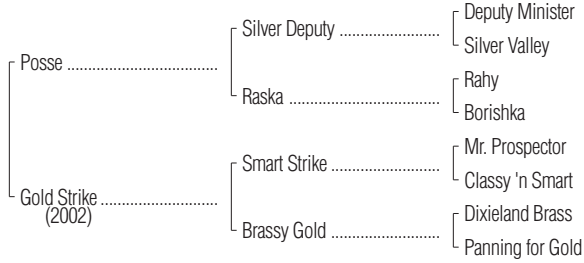 Deputy Minister
Silver Deputy ......................
Silver Valley
Posse .................................
Rahy
Raska .................................
Borishka
Mr. Prospector
Smart Strike ........................
Classy 'n Smart
Gold Strike .........................
(2002)
Dixieland Brass
Brassy Gold ........................
Panning for Gold